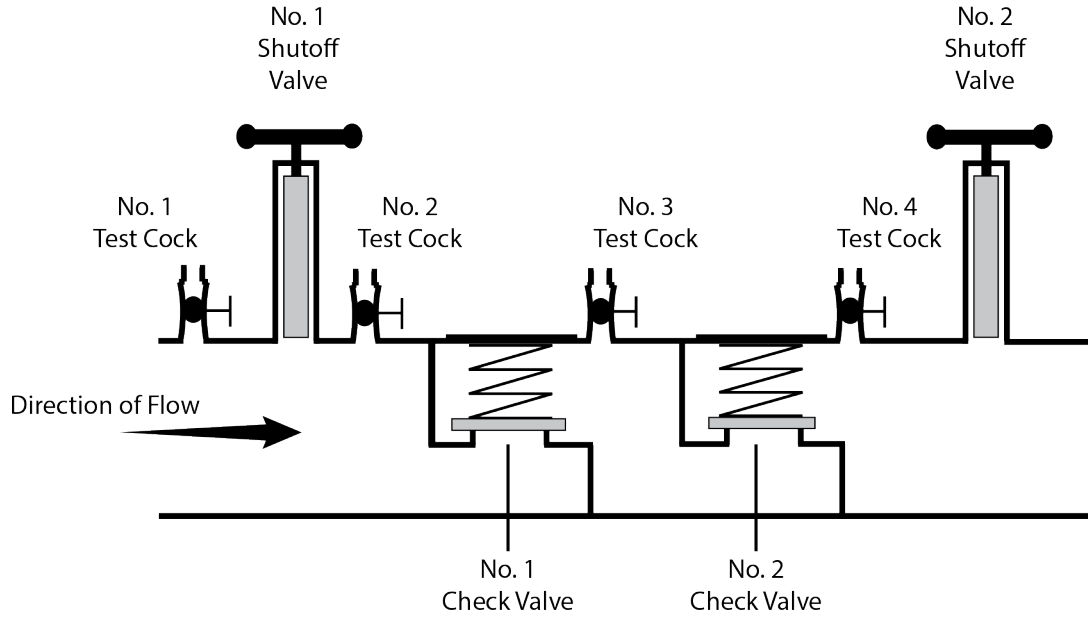 No. 1
Shutoff
Valve
No. 2
Shutoff
Valve
No. 1
Test Cock
No. 2
Test Cock
No. 3
Test Cock
No. 4
Test Cock
Direction of Flow
No. 1
Check Valve
No. 2
Check Valve